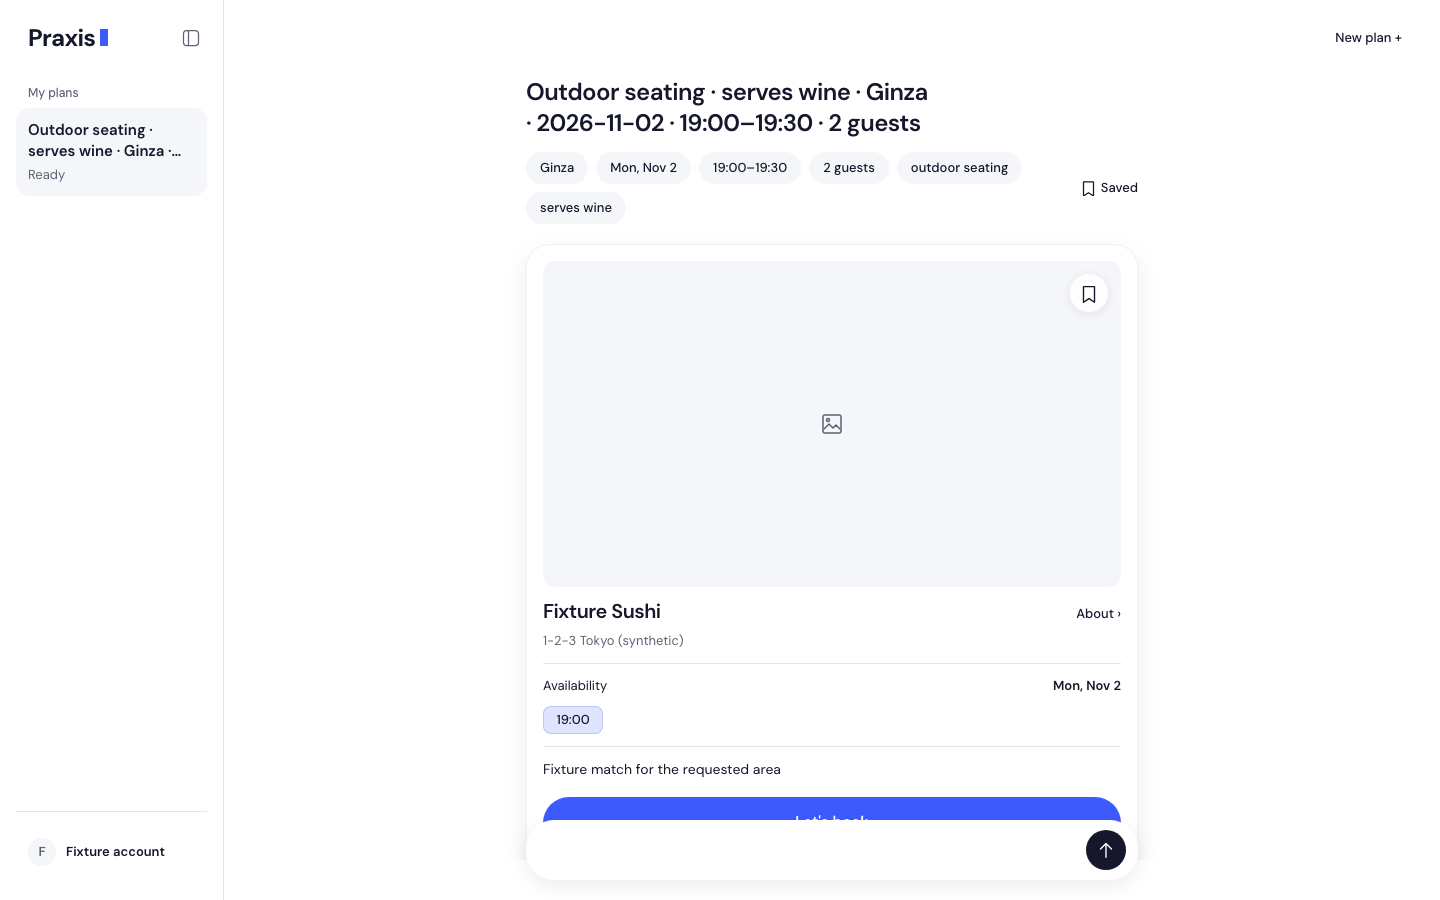 Praxis
New plan +
My plans
Outdoor seating ·
serves wine · Ginza ·...
Ready
Outdoor seating · serves wine · Ginza
· 2026-11-02 · 19:00–19:30 · 2 guests
Ginza
Mon, Nov 2
19:00–19:30
2 guests
outdoor seating
serves wine
Saved
Fixture Sushi
About ›
1-2-3 Tokyo (synthetic)
Availability
Mon, Nov 2
19:00
Fixture match for the requested area
Let's book
F
Fixture account